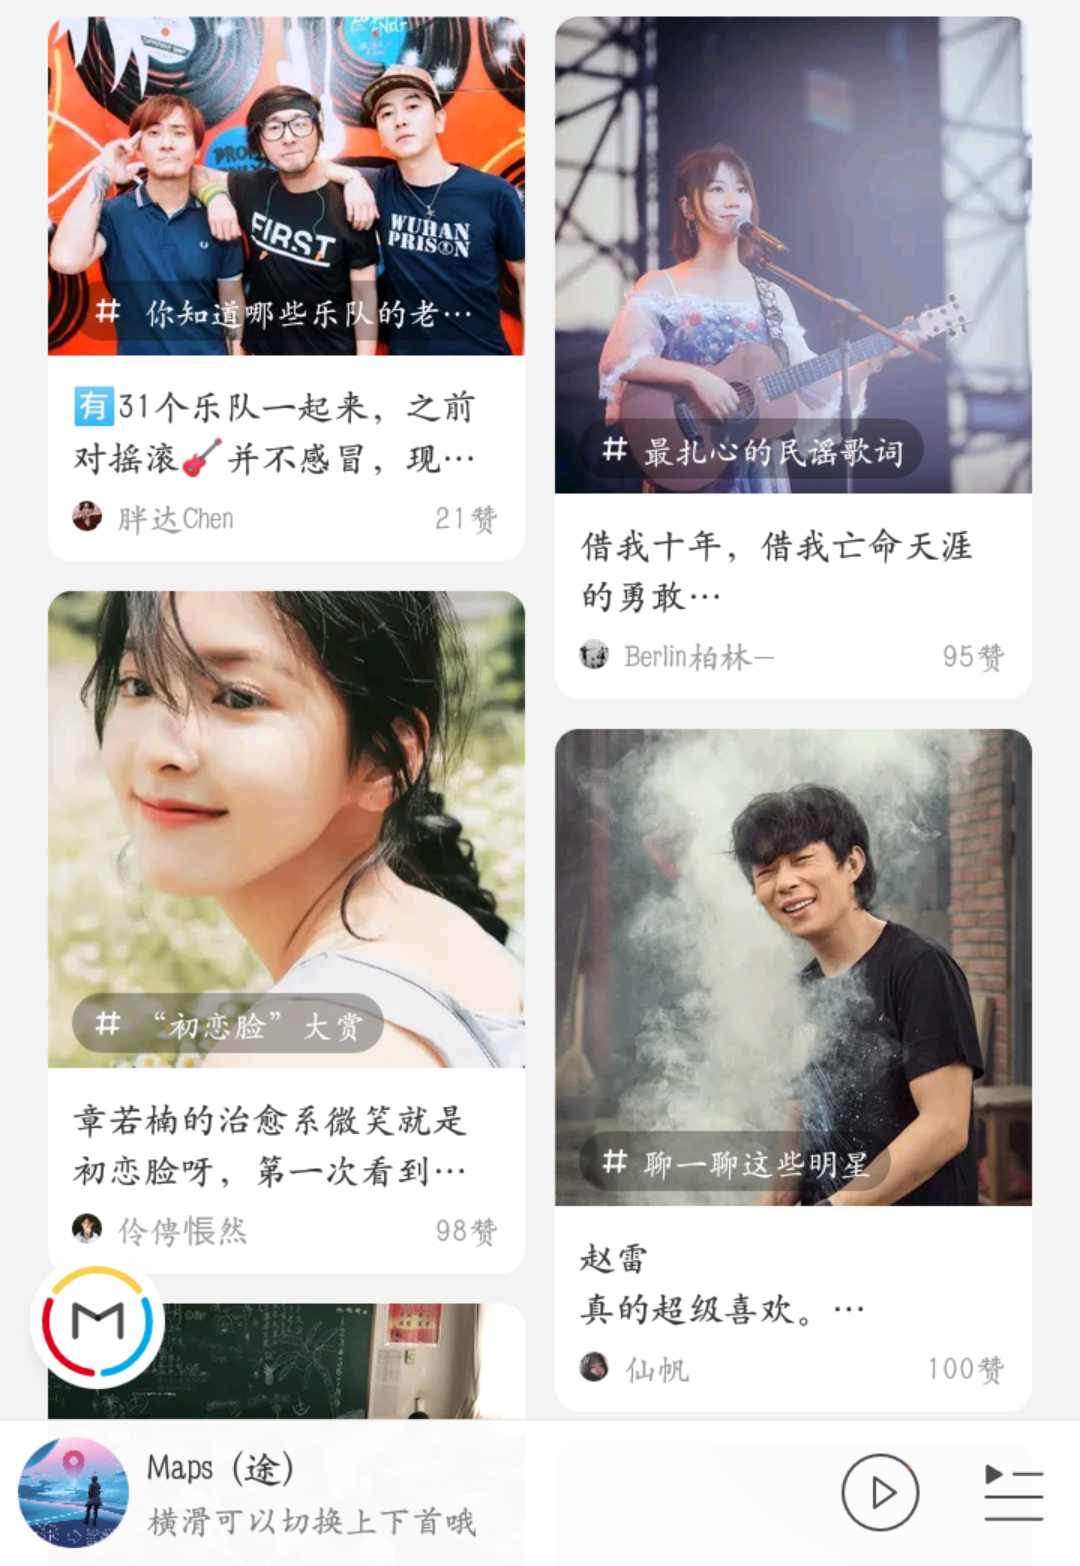 FIRST
WUHAN
PRISON
# 你知道哪些乐队的老…
🈶31个乐队一起来，之前
对摇滚🎸并不感冒，现…
胖达Chen
21赞
# 最扎心的民谣歌词
借我十年，借我亡命天涯
的勇敢…
Berlin柏林—
95赞
# “初恋脸”大赏
章若楠的治愈系微笑就是
初恋脸呀，第一次看到…
伶俜悵然
98赞
# 聊一聊这些明星
赵雷
真的超级喜欢。…
仙帆
100赞
M
Maps（途）
横滑可以切换上下首哦